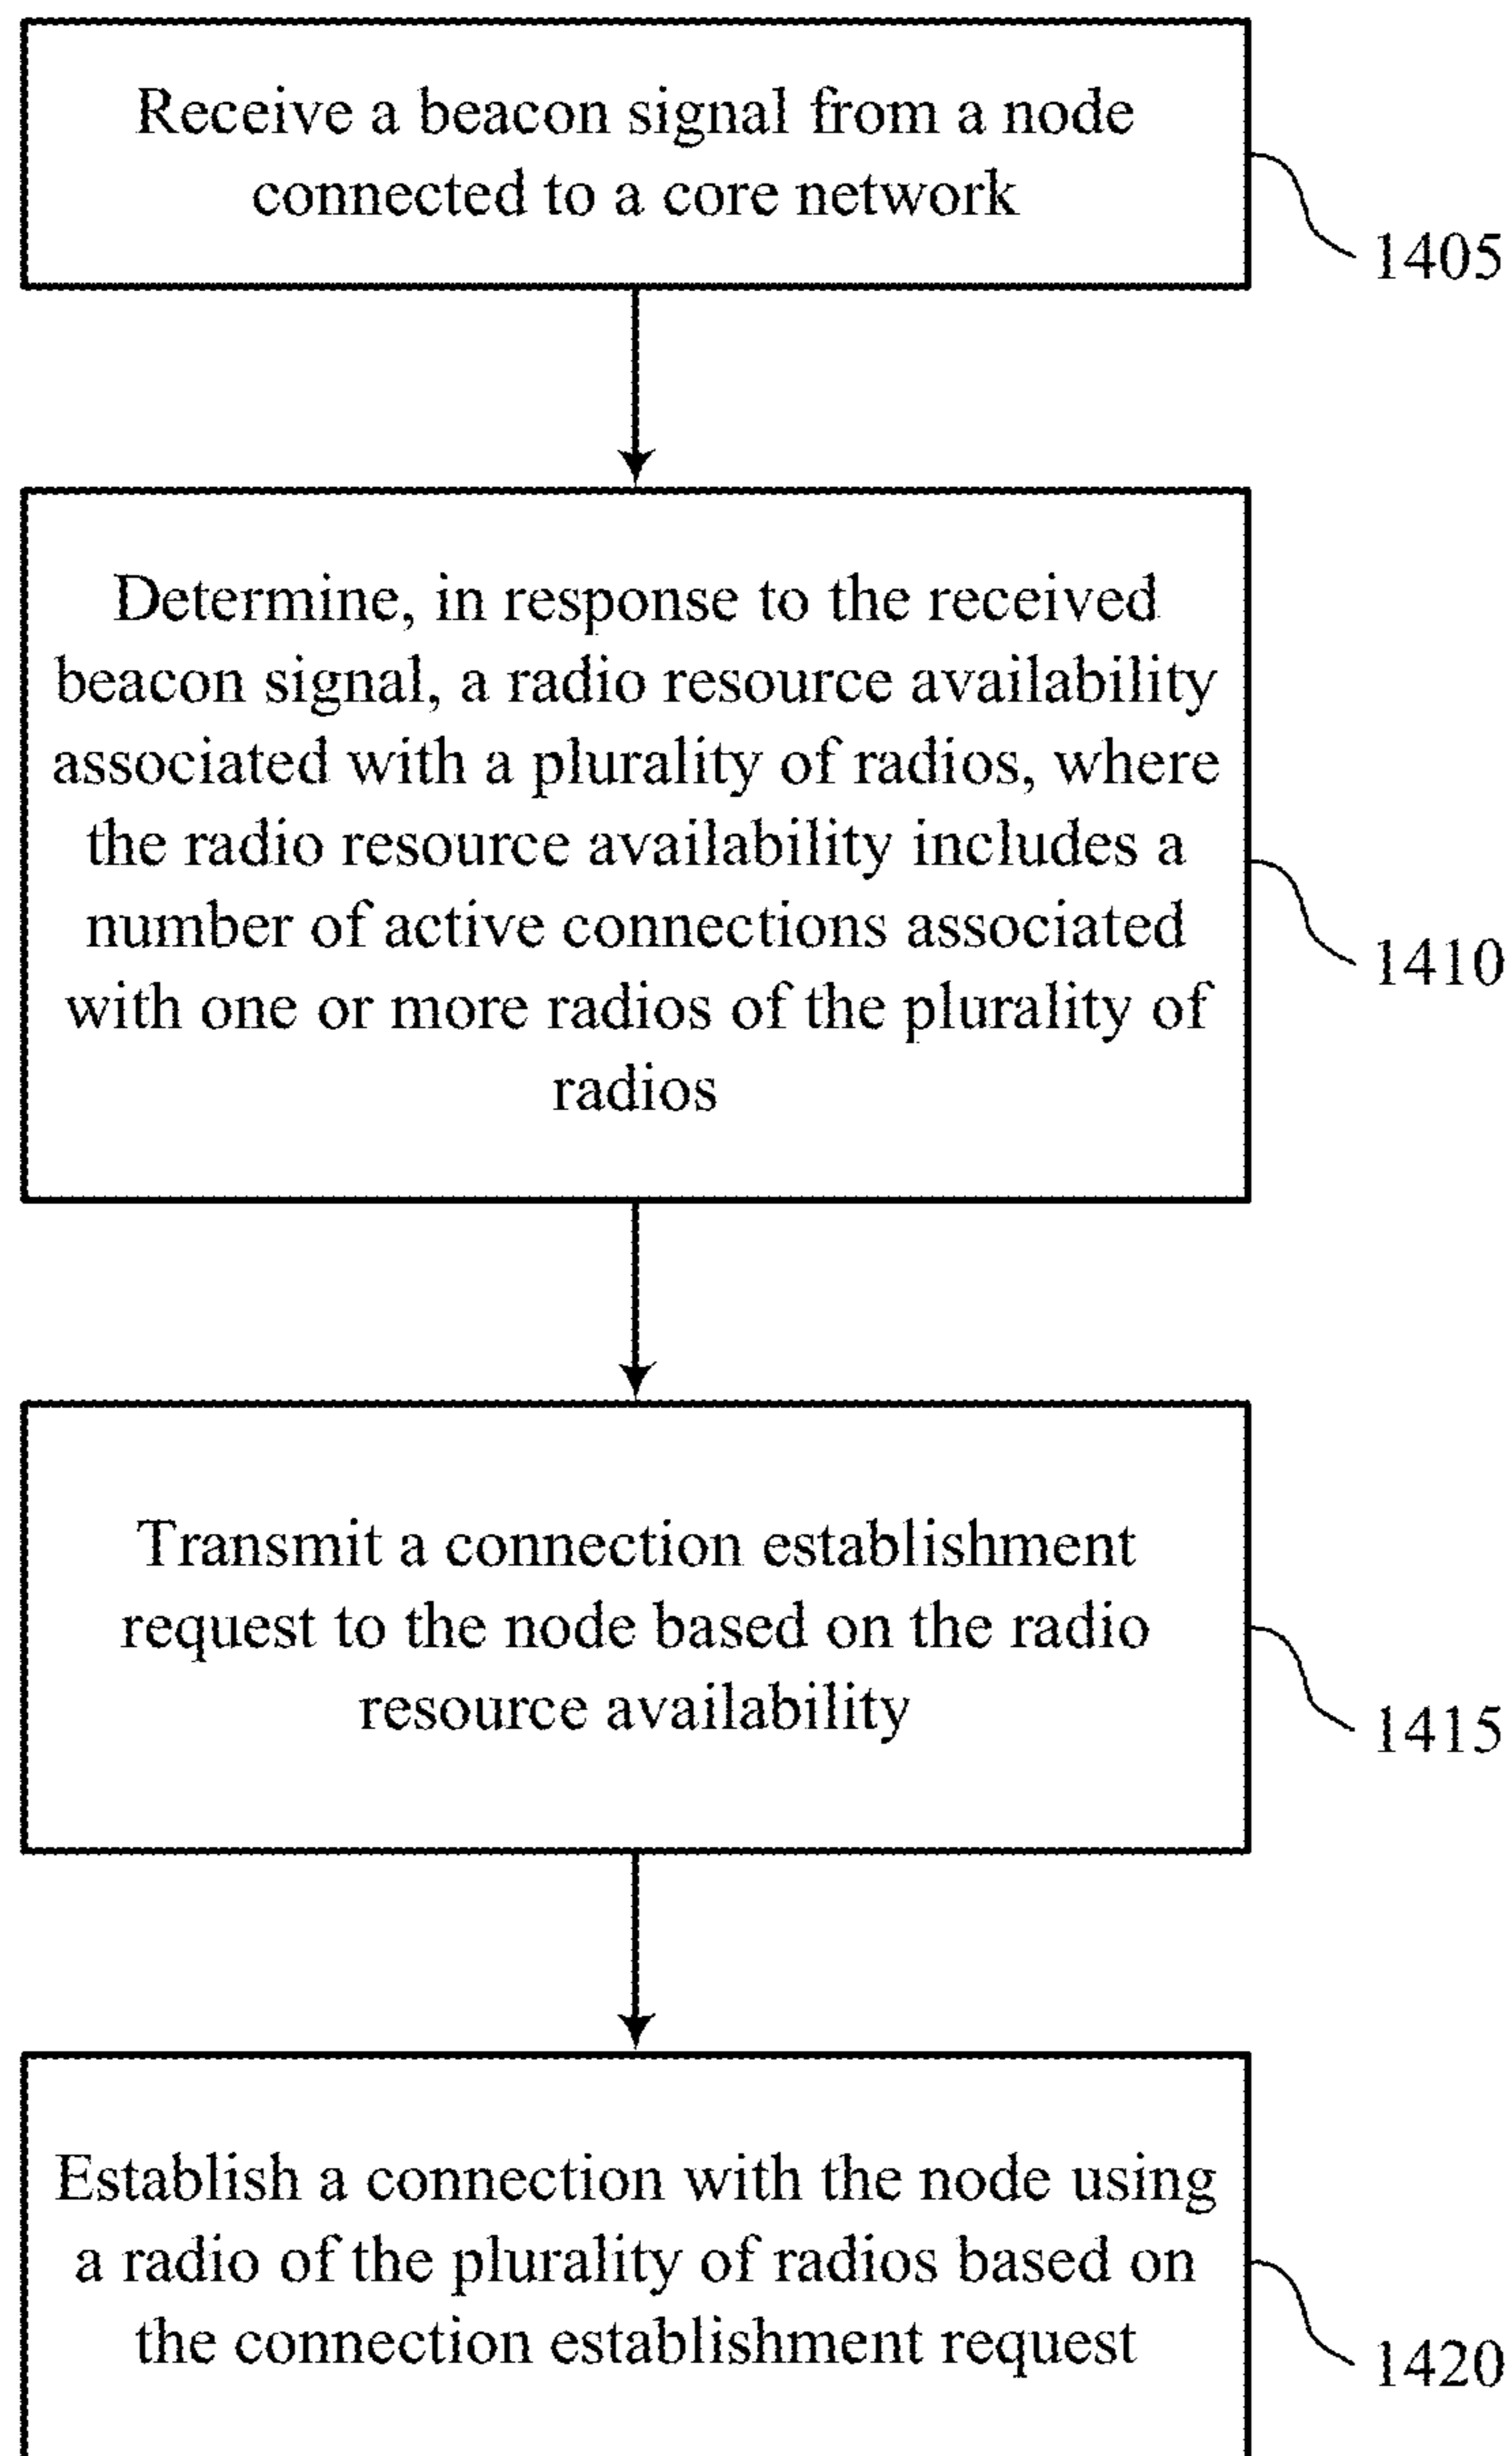 Receive a beacon signal from a node
connected to a core network
1405
Determine, in response to the received
beacon signal, a radio resource availability
associated with a plurality of radios, where
the radio resource availability includes a
number of active connections associated
with one or more radios of the plurality of
radios
1410
Transmit a connection establishment
request to the node based on the radio
resource availability
1415
Establish a connection with the node using
a radio of the plurality of radios based on
the connection establishment request
1420